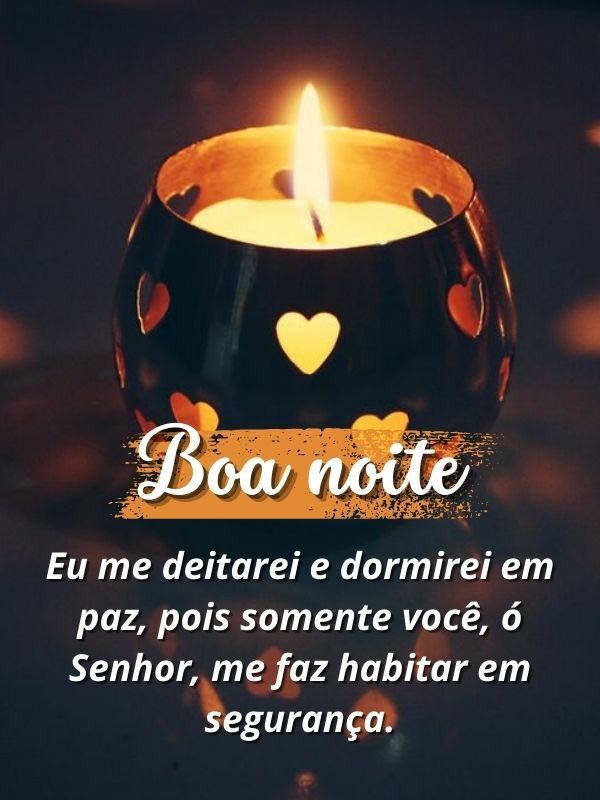 Boa noite
Eu me deitarei e dormirei em
paz, pois somente você, ó
Senhor, me faz habitar em
segurança.